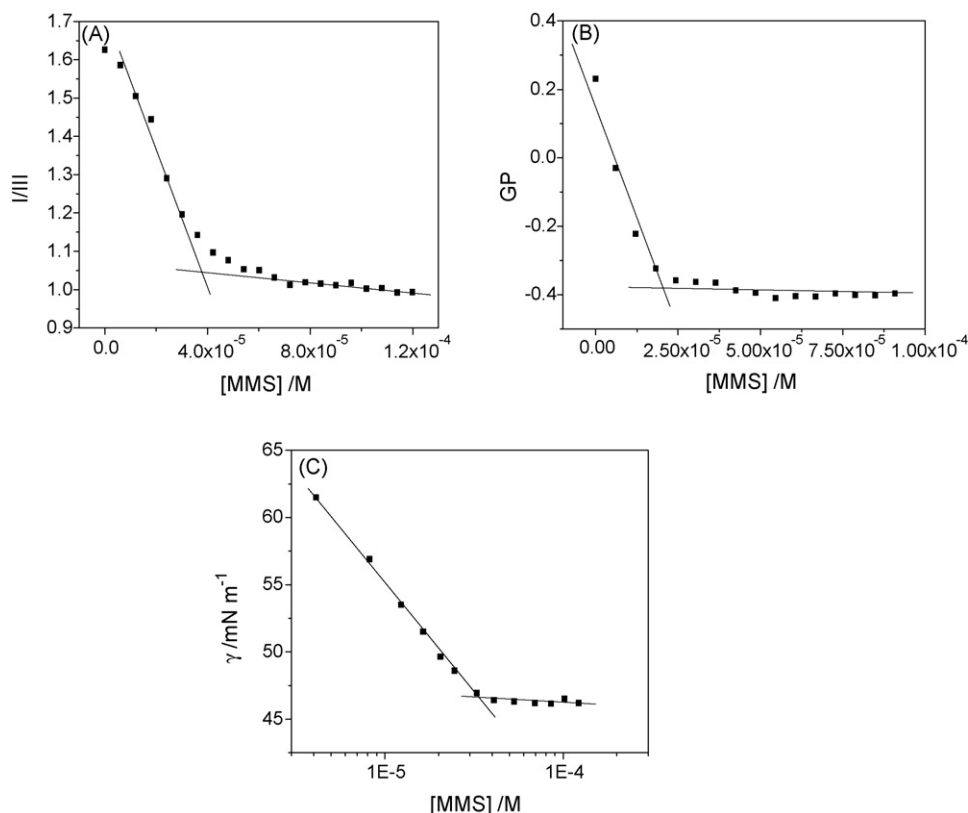 (A)
1.7
1.6
1.5
1.4
1.3
1.2
1.1
1.0
0.9
I/III
0.0
4.0x10⁻⁵
8.0x10⁻⁵
1.2x10⁻⁴
[MMS] /M
(B)
0.4
0.2
0.0
-0.2
-0.4
GP
0.00
2.50x10⁻⁵
5.00x10⁻⁵
7.50x10⁻⁵
1.00x10⁻⁴
[MMS] /M
(C)
65
60
55
50
45
γ /mN m⁻¹
1E-5
1E-4
[MMS] /M